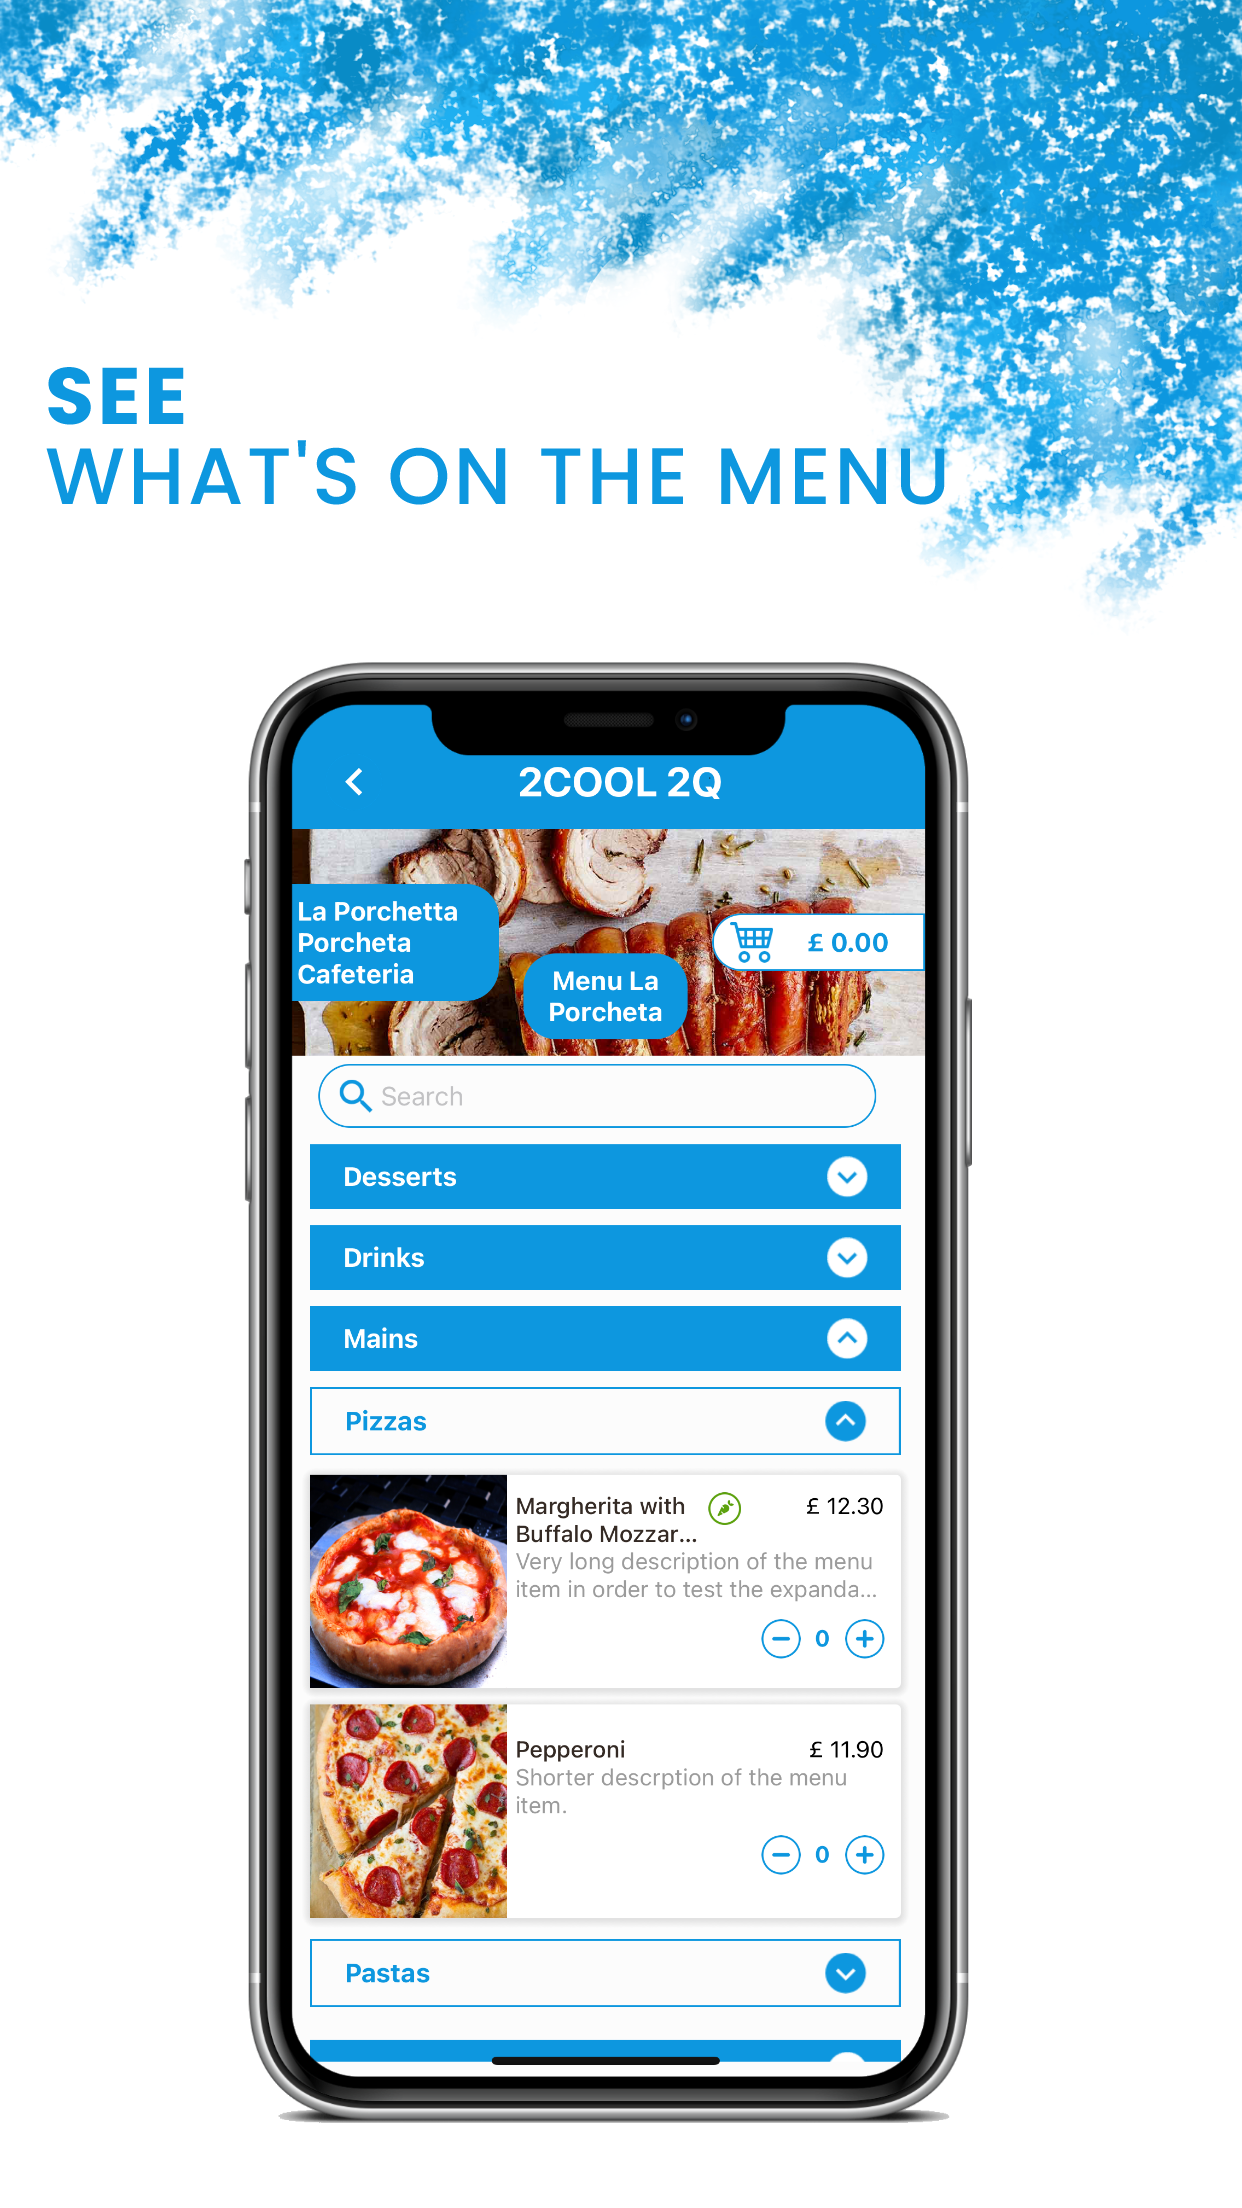 SEE
WHAT'S ON THE MENU
2COOL 2Q
La Porchetta
Porcheta
Cafeteria
£ 0.00
Menu La
Porcheta
Search
Desserts
Drinks
Mains
Pizzas
Margherita with
£ 12.30
Buffalo Mozzar...
Very long description of the menu
item in order to test the expanda...
0
Pepperoni
£ 11.90
Shorter descrption of the menu
item.
0
Pastas